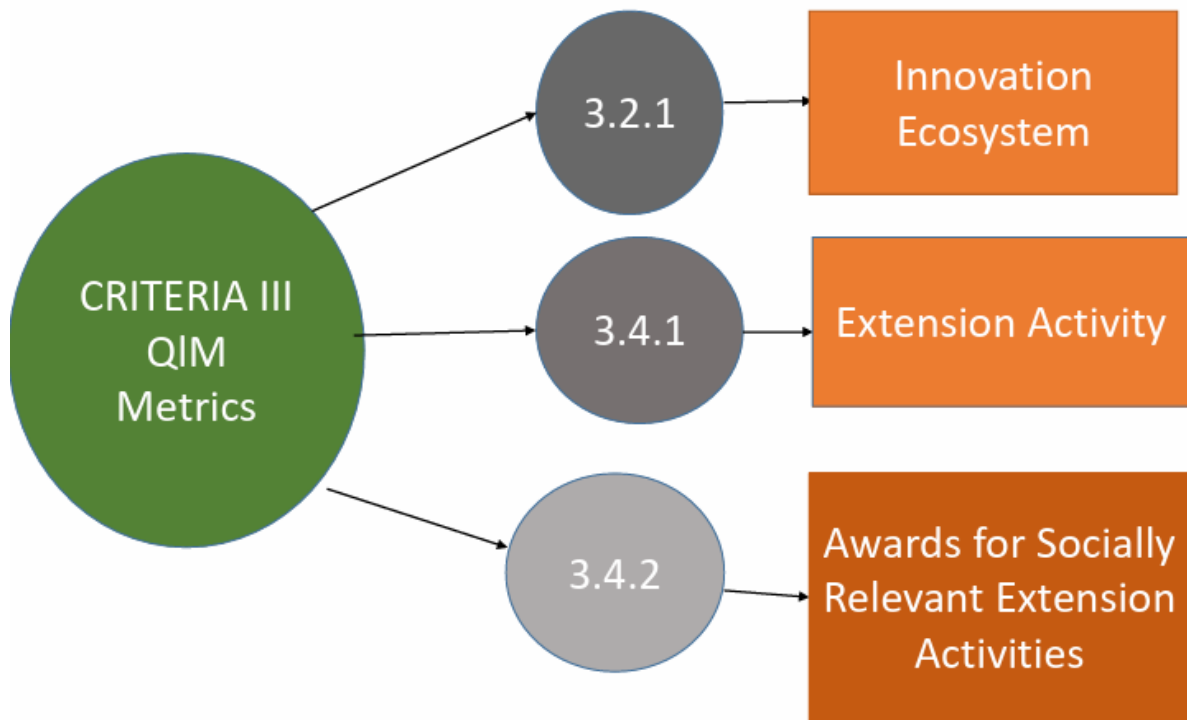 CRITERIA III
QlM
Metrics
3.2.1
Innovation
Ecosystem
3.4.1
Extension Activity
3.4.2
Awards for Socially
Relevant Extension
Activities